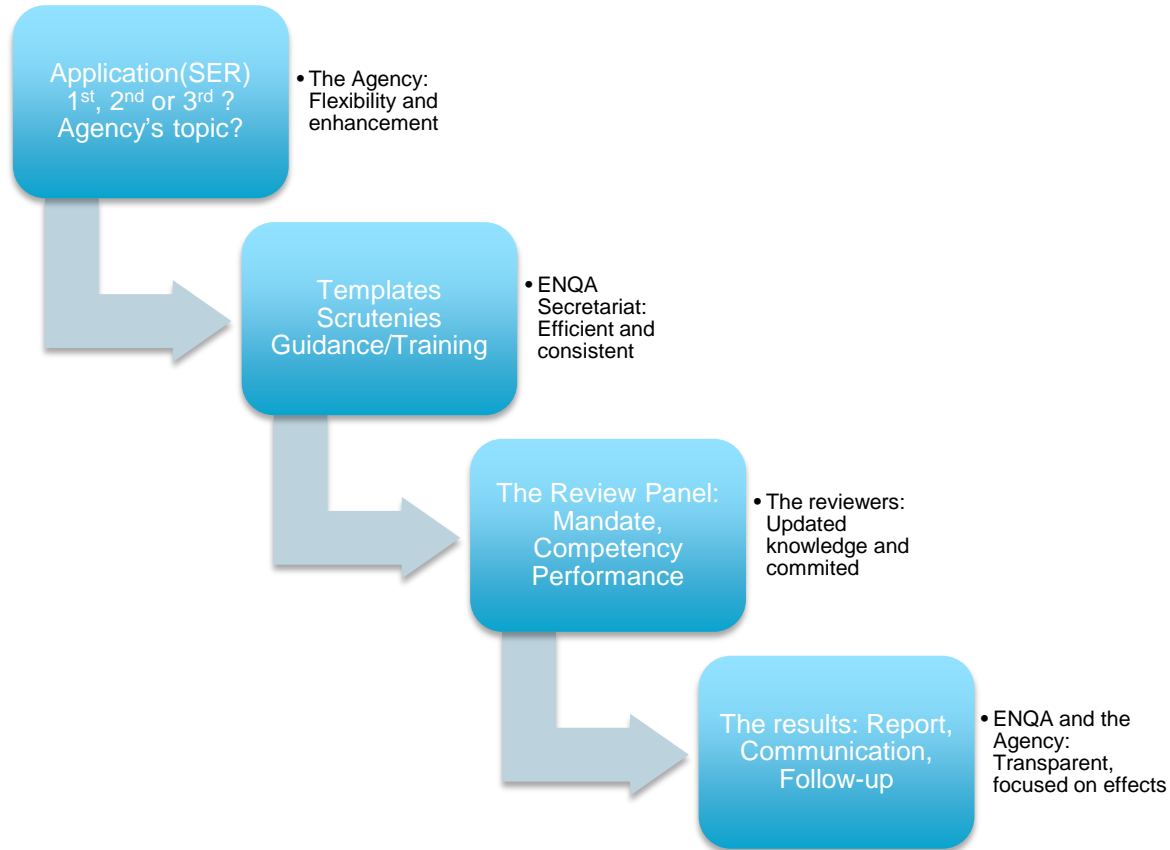 Application(SER)
1st, 2nd or 3rd ?
Agency’s topic?
• The Agency:
Flexibility and
enhancement
Templates
Scrutenies
Guidance/Training
• ENQA
Secretariat:
Efficient and
consistent
The Review Panel:
Mandate,
Competency
Performance
• The reviewers:
Updated
knowledge and
commited
The results: Report,
Communication,
Follow-up
• ENQA and the
Agency:
Transparent,
focused on effects